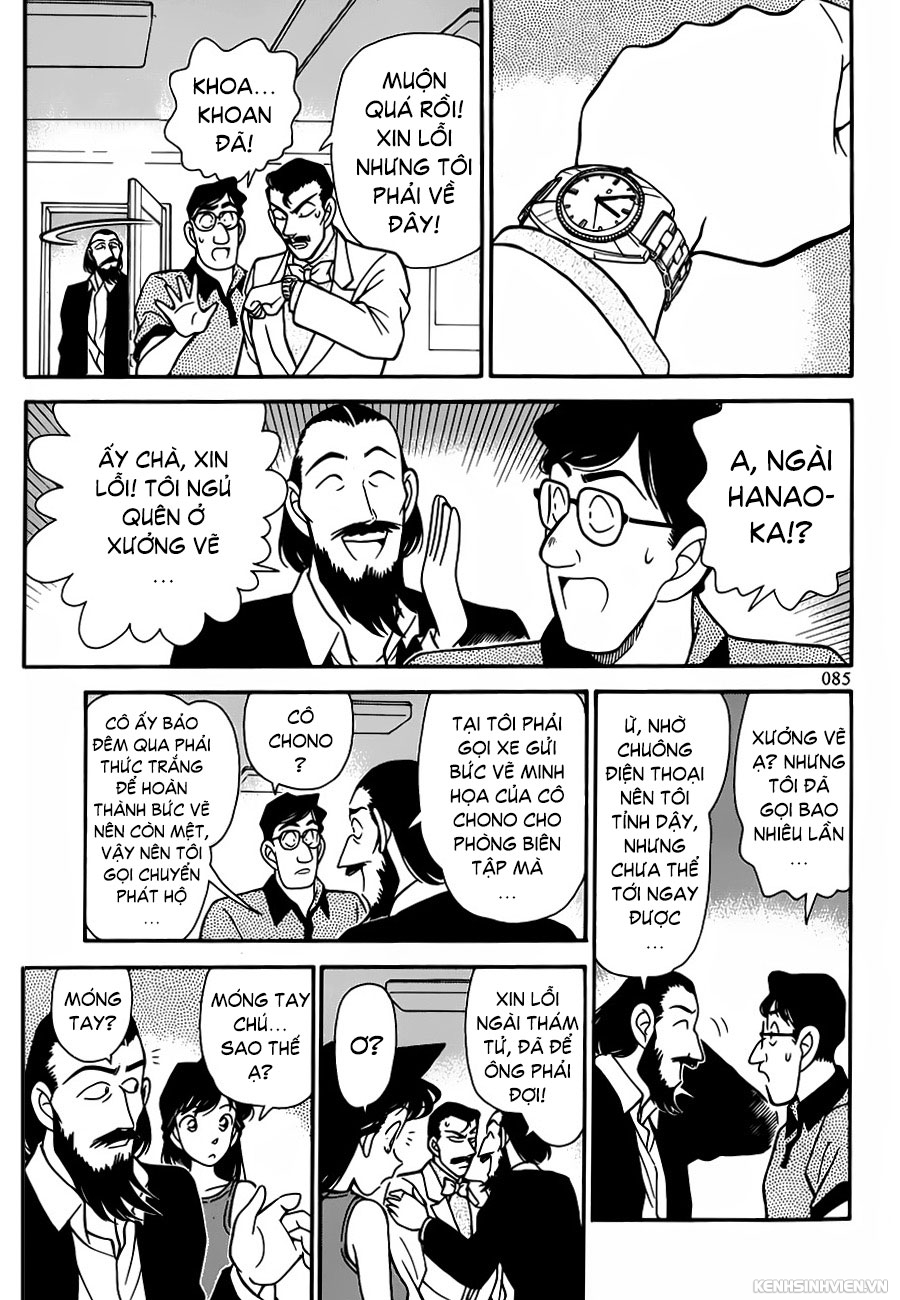 MUỘN
QUÁ RỒI!
XIN LỖI
NHƯNG TÔI
PHẢI VỀ
ĐÂY!
KHOA...
KHOAN
ĐÃ!
A, NGÀI
HANAO-
KA!?
ẤY CHÀ, XIN
LỖI! TÔI NGỦ
QUÊN Ở
XƯỞNG VẼ
...
085
XƯỞNG VẼ
Ạ? NHƯNG
TÔI ĐÃ
GỌI BAO
NHIÊU LẦN
...
Ừ, NHỜ
CHUÔNG
ĐIỆN THOẠI
NÊN TÔI
TỈNH DẬY,
NHƯNG
CHƯA THỂ
TỚI NGAY
ĐƯỢC
...
TẠI TÔI PHẢI
GỌI XE GỬI
BỨC VẼ MINH
HỌA CỦA CÔ
CHONO CHO
PHÒNG BIÊN
TẬP MÀ
...
CÔ
CHONO
?
CÔ ẤY BẢO
ĐÊM QUA PHẢI
THỨC TRẮNG
ĐỂ HOÀN
THÀNH BỨC VẼ
NÊN CÒN MỆT,
VẬY NÊN TÔI
GỌI CHUYỂN
PHÁT HỘ
...
XIN LỖI
NGÀI THÁM
TỬ, ĐÃ ĐỂ
ÔNG PHẢI
ĐỢI!
Ơ?
MÓNG TAY
CHÚ...
SAO THẾ
Ạ?
MÓNG
TAY?
KENHSINHVIEN.VN